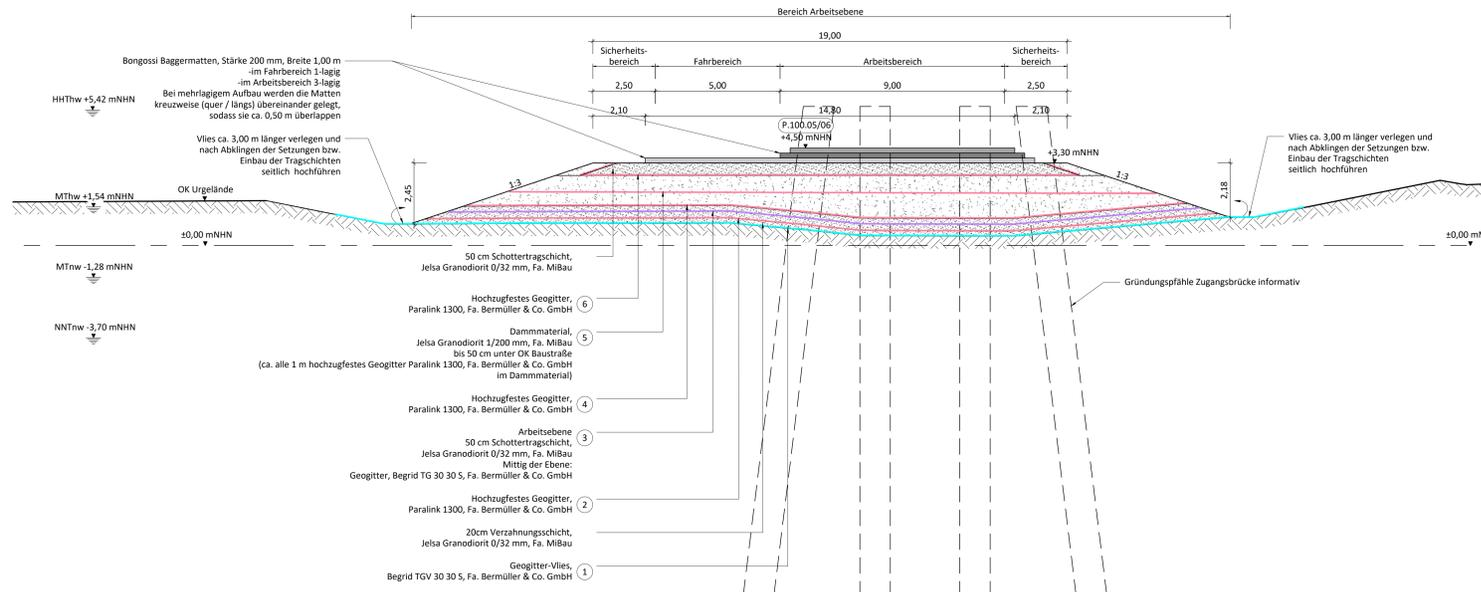 Bereich Arbeitsebene
19,00
Sicherheits-
bereich
Fahrbereich
Arbeitsbereich
Sicherheits-
bereich
2,50
5,00
9,00
2,50
2,10
14,80
2,10
P.100.05/06
+4,50 mNHN
+3,30 mNHN
Bongossi Baggermatten, Stärke 200 mm, Breite 1,00 m
-im Fahrbereich 1-lagig
-im Arbeitsbereich 3-lagig
Bei mehrlagigem Aufbau werden die Matten
kreuzweise (quer / längs) übereinander gelegt,
sodass sie ca. 0,50 m überlappen
HHThw +5,42 mNHN
Vlies ca. 3,00 m länger verlegen und
nach Abklingen der Setzungen bzw.
Einbau der Tragschichten
seitlich hochführen
Vlies ca. 3,00 m länger verlegen und
nach Abklingen der Setzungen bzw.
Einbau der Tragschichten
seitlich hochführen
MThw +1,54 mNHN
OK Urgelände
2,45
1:3
1:3
2,18
±0,00 mNHN
±0,00 mN
MTnw -1,28 mNHN
NNTnw -3,70 mNHN
50 cm Schottertragschicht,
Jelsa Granodiorit 0/32 mm, Fa. MiBau
Gründungspfähle Zugangsbrücke informativ
Hochzugfestes Geogitter,
Paralink 1300, Fa. Bermüller & Co. GmbH
6
Dammmaterial,
Jelsa Granodiorit 1/200 mm, Fa. MiBau
bis 50 cm unter OK Baustraße
(ca. alle 1 m hochzugfestes Geogitter Paralink 1300, Fa. Bermüller & Co. GmbH
im Dammmaterial)
5
Hochzugfestes Geogitter,
Paralink 1300, Fa. Bermüller & Co. GmbH
4
Arbeitsebene
50 cm Schottertragschicht,
Jelsa Granodiorit 0/32 mm, Fa. MiBau
Mittig der Ebene:
Geogitter, Begrid TG 30 30 S, Fa. Bermüller & Co. GmbH
3
Hochzugfestes Geogitter,
Paralink 1300, Fa. Bermüller & Co. GmbH
2
20cm Verzahnungsschicht,
Jelsa Granodiorit 0/32 mm, Fa. MiBau
Geogitter-Vlies,
Begrid TGV 30 30 S, Fa. Bermüller & Co. GmbH
1